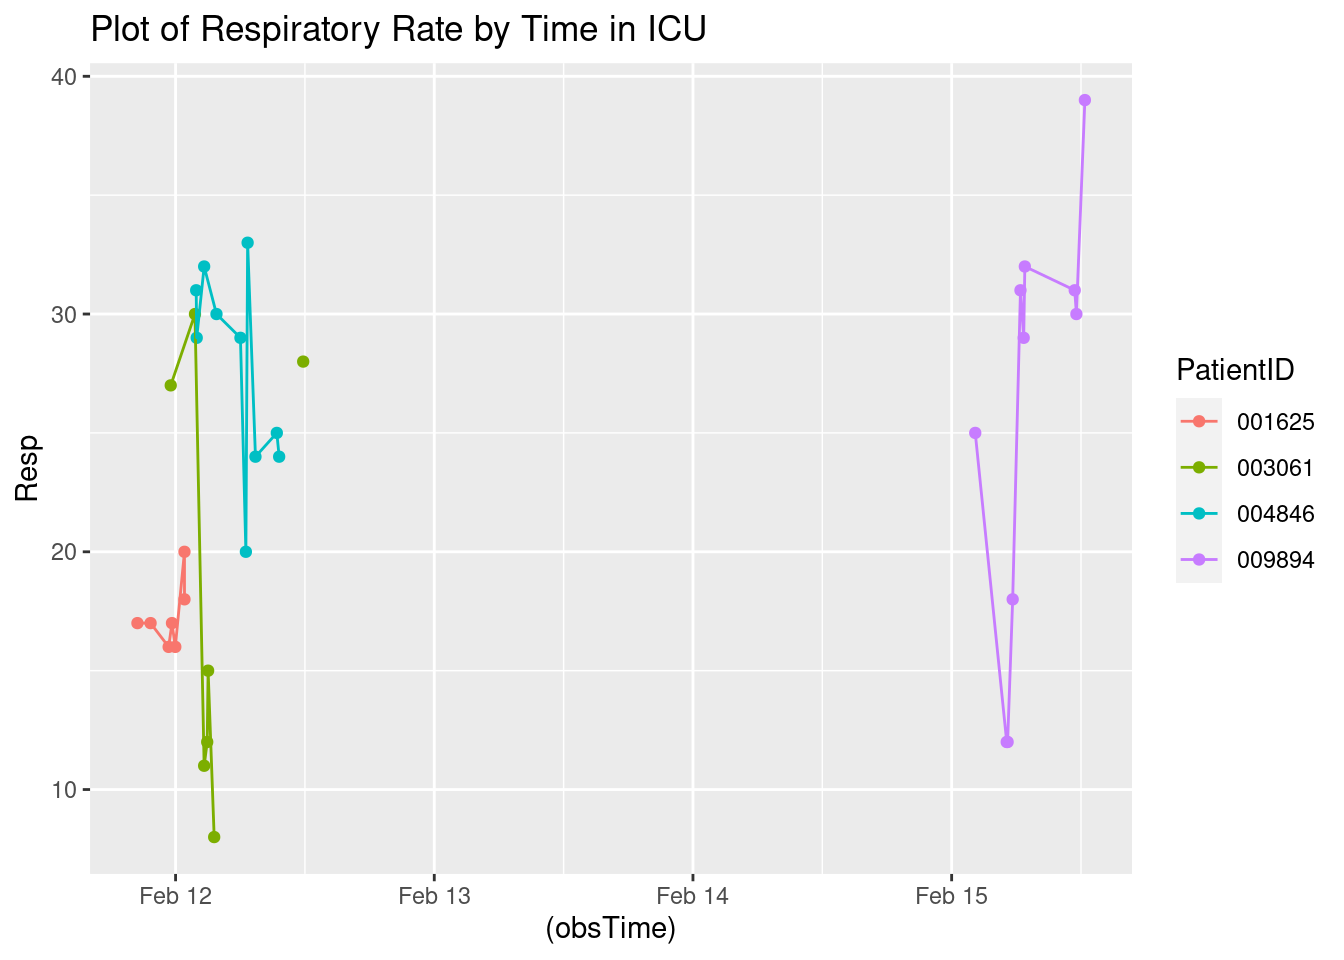 Plot of Respiratory Rate by Time in ICU
40
30
20
10
Resp
Feb 12
Feb 13
Feb 14
Feb 15
(obsTime)
PatientID
001625
003061
004846
009894